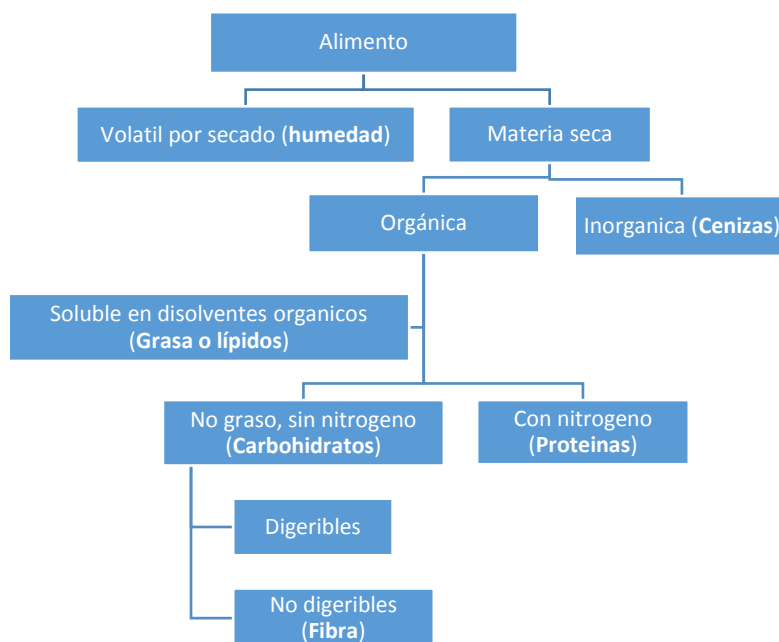 Alimento
Volatil por secado (humedad)
Materia seca
Orgánica
Inorganica (Cenizas)
Soluble en disolventes organicos
(Grasa o lípidos)
No graso, sin nitrogeno
(Carbohidratos)
Con nitrogeno
(Proteinas)
Digeribles
No digeribles
(Fibra)